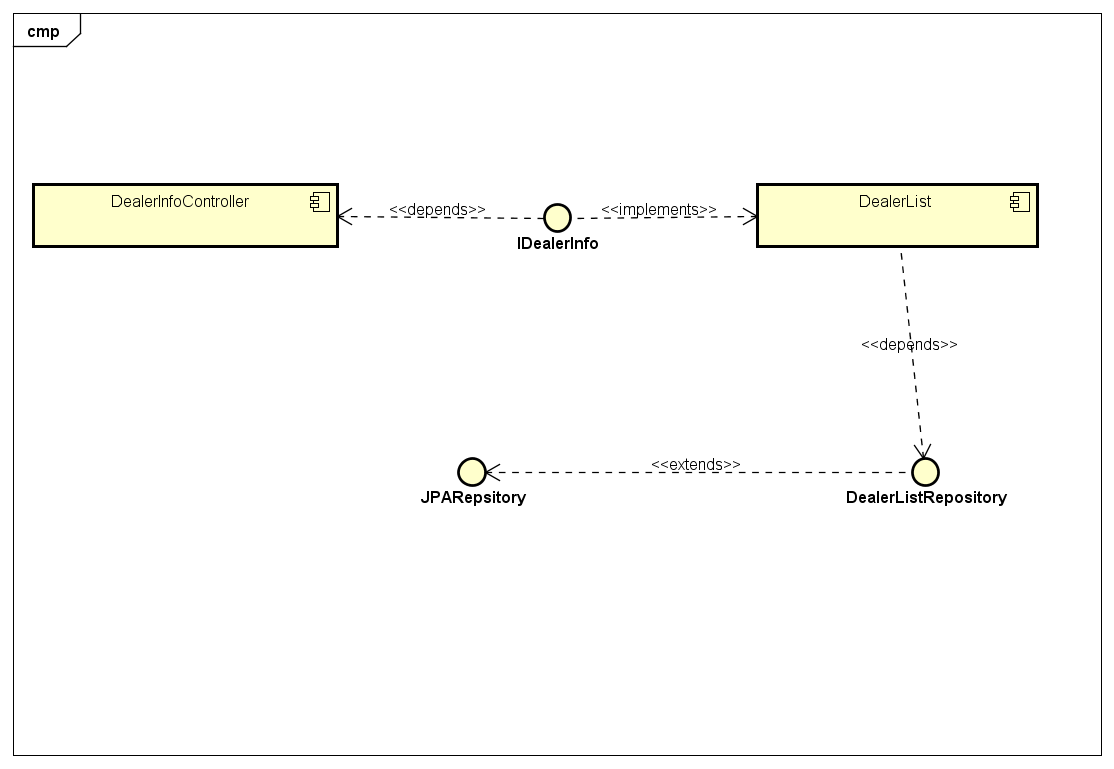 cmp
DealerInfoController
<<depends>>
<<implements>>
DealerList
IDealerInfo
<<depends>>
<<extends>>
JPARepsitory
DealerListRepository